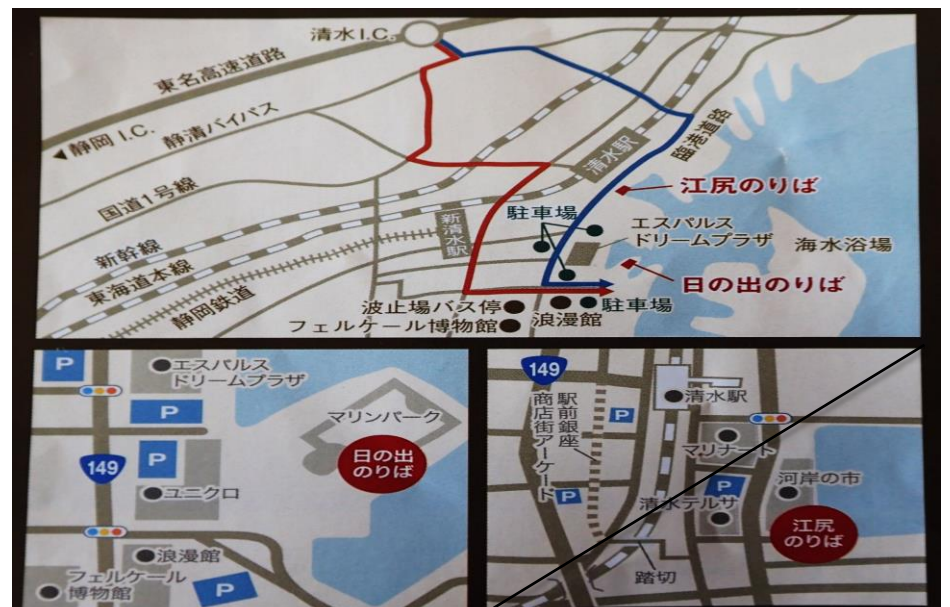 清水I.C.
東名高速道路
◀静岡I.C.
静清バイパス
国道1号線
新幹線
東海道本線
静岡鉄道
新清水駅
清水駅
臨港道路
江尻のりば
駐車場
エスパルス
ドリームプラザ
海水浴場
日の出のりば
波止場バス停
フェルケール博物館
浪漫館
駐車場
P
エスパルス
ドリームプラザ
P
マリンパーク
日の出
のりば
149
P
ユニクロ
浪漫館
フェルケール
博物館
P
149
駅前銀座
商店街アーケード
P
清水駅
マリナート
P
P
河岸の市
清水テルサ
江尻
のりば
踏切